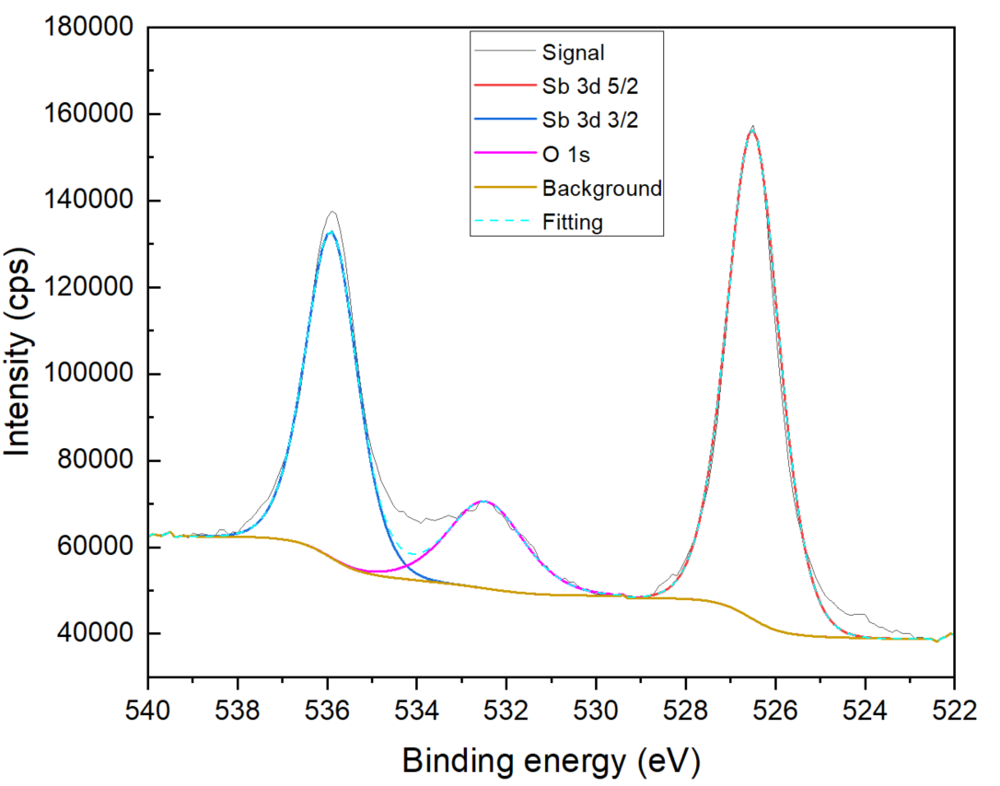 180000
160000
140000
120000
100000
80000
60000
40000
Intensity (cps)
Signal
Sb 3d 5/2
Sb 3d 3/2
O 1s
Background
Fitting
540 538 536 534 532 530 528 526 524 522
Binding energy (eV)